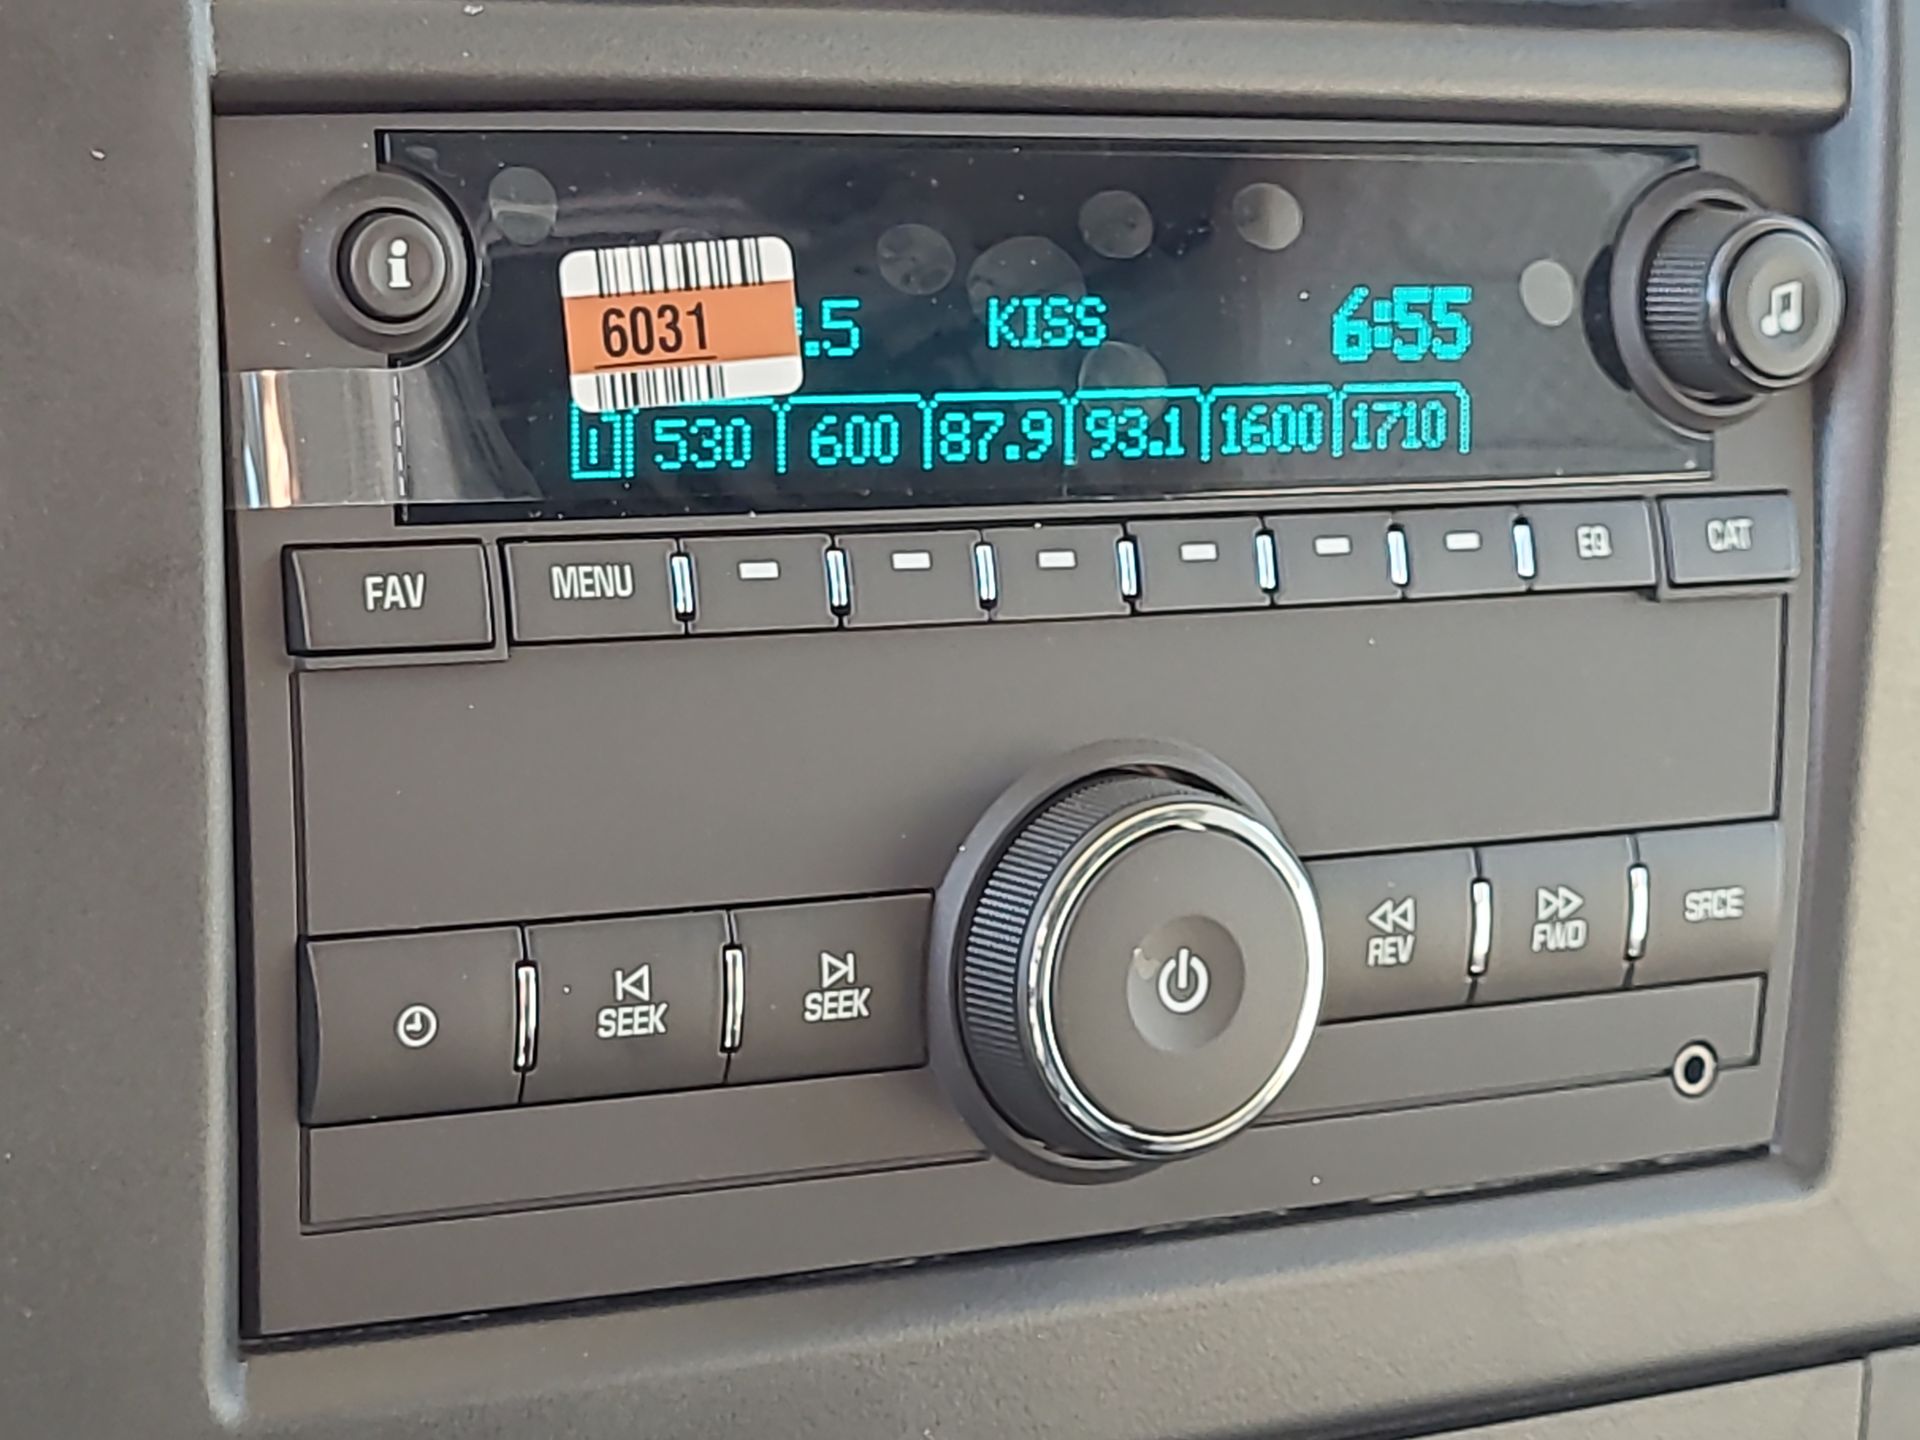 i
6031
.5 KISS 6:55
1 530 600 87.9 93.1 1600 1710
FAV MENU EQ CAT
SEEK SEEK REV FWD SRCE